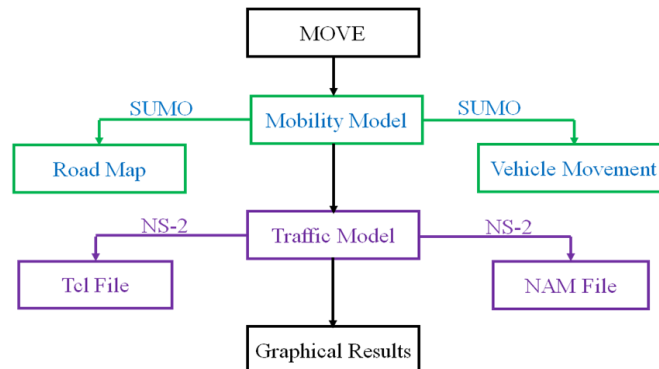 MOVE
SUMO
SUMO
Mobility Model
Road Map
Vehicle Movement
NS-2
NS-2
Traffic Model
Tcl File
NAM File
Graphical Results